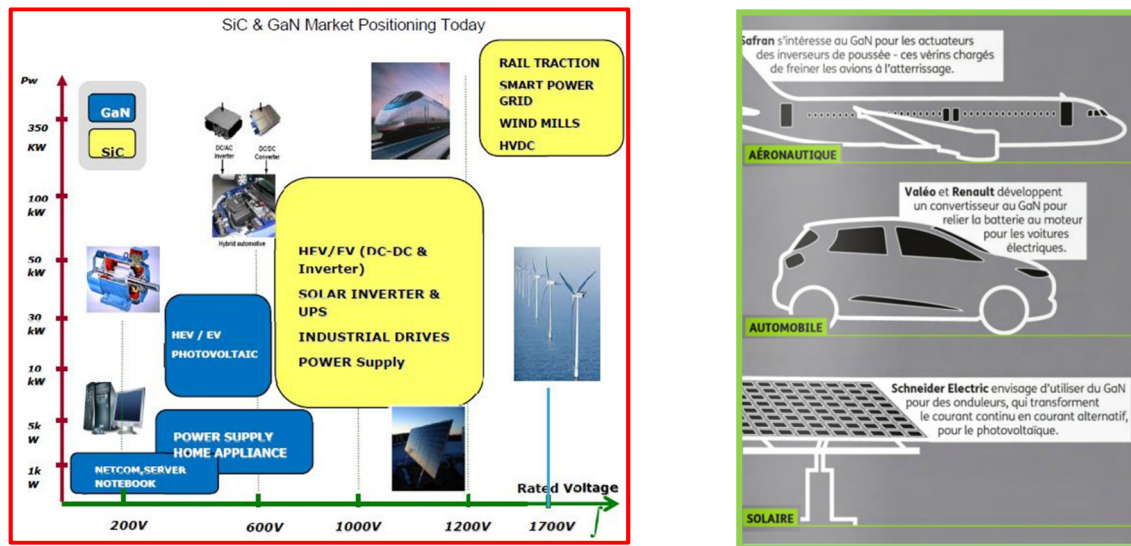 SiC & GaN Market Positioning Today
Pw
350
KW
100
kW
50
kW
30
kW
10
kW
5k
W
1k
W
GaN
SiC
DC/AC
Inverter
DC/DC
Converter
Hybrid automotive
RAIL TRACTION
SMART POWER
GRID
WIND MILLS
HVDC
HEV/EV (DC-DC &
Inverter)
SOLAR INVERTER &
UPS
INDUSTRIAL DRIVES
POWER Supply
HEV / EV
PHOTOVOLTAIC
POWER SUPPLY
HOME APPLIANCE
NETCOM,SERVER
NOTEBOOK
Rated Voltage
200V
600V
1000V
1200V
1700V
∫
Safran s'intéresse au GaN pour les actuateurs
des inverseurs de poussée - ces vérins chargés
de freiner les avions à l'atterrissage.
AÉRONAUTIQUE
Valéo et Renault développent
un convertisseur au GaN pour
relier la batterie au moteur
pour les voitures
électriques.
AUTOMOBILE
Schneider Electric envisage d'utiliser du GaN
pour des onduleurs, qui transforment
le courant continu en courant alternatif,
pour le photovoltaïque.
SOLAIRE